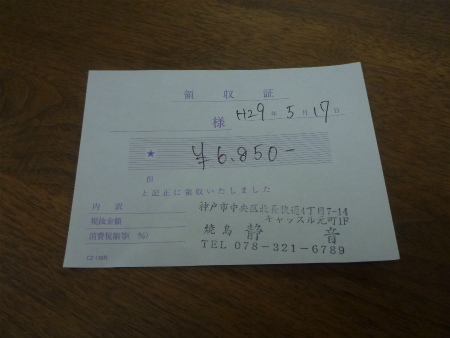 領収証
様 H29年5月17日
★ ¥6.850-
但
と記正に領収いたしました
内訳 神戸市中央区北長狭通4丁目7-14
税抜金額 キャッスル元町1F
消費税額等( %) 焼鳥 静音
TEL 078-321-6789